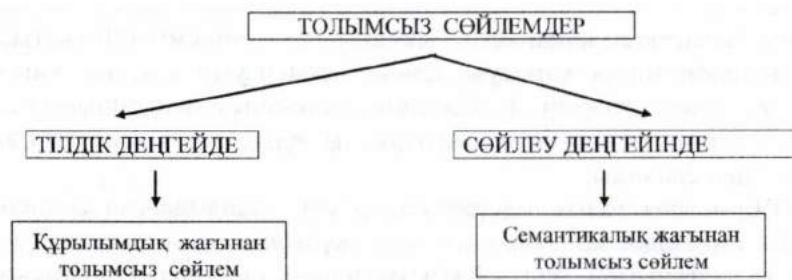 ТОЛЫМСЫЗ СӨЙЛЕМДЕР
ТІЛДІК ДЕҢГЕЙДЕ
СӨЙЛЕУ ДЕҢГЕЙІНДЕ
Құрылымдық жағынан
толымсыз сөйлем
Семантикалық жағынан
толымсыз сөйлем